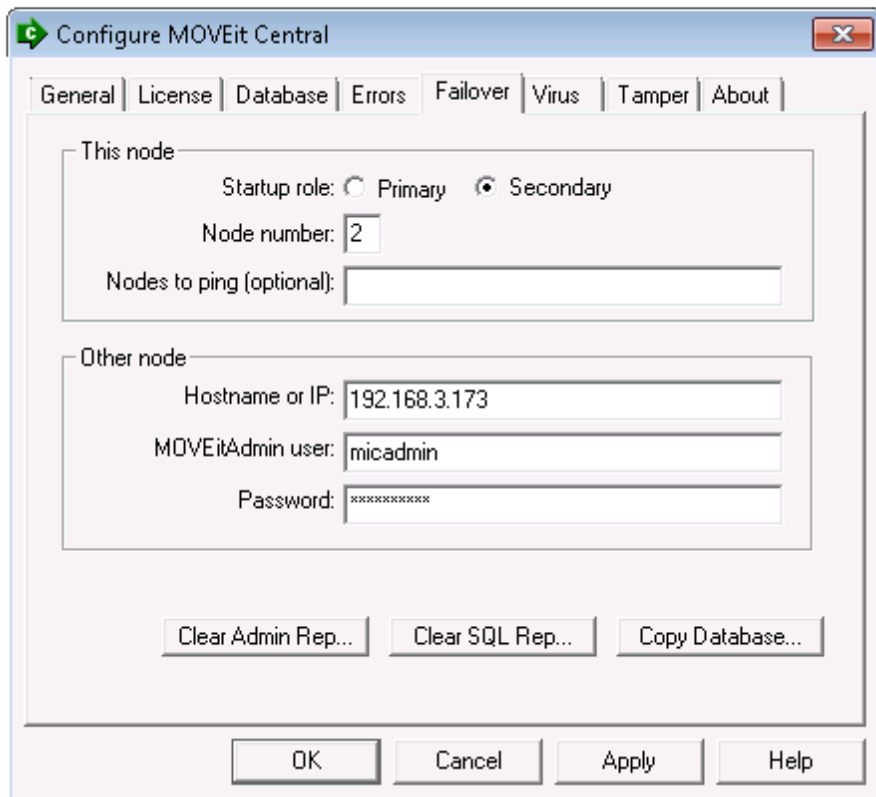 Configure MOVEit Central
General License Database Errors Failover Virus Tamper About
This node
Startup role: Primary Secondary
Node number: 2
Nodes to ping (optional):
Other node
Hostname or IP: 192.168.3.173
MOVEitAdmin user: micadmin
Password: **********
Clear Admin Rep... Clear SQL Rep... Copy Database...
OK Cancel Apply Help